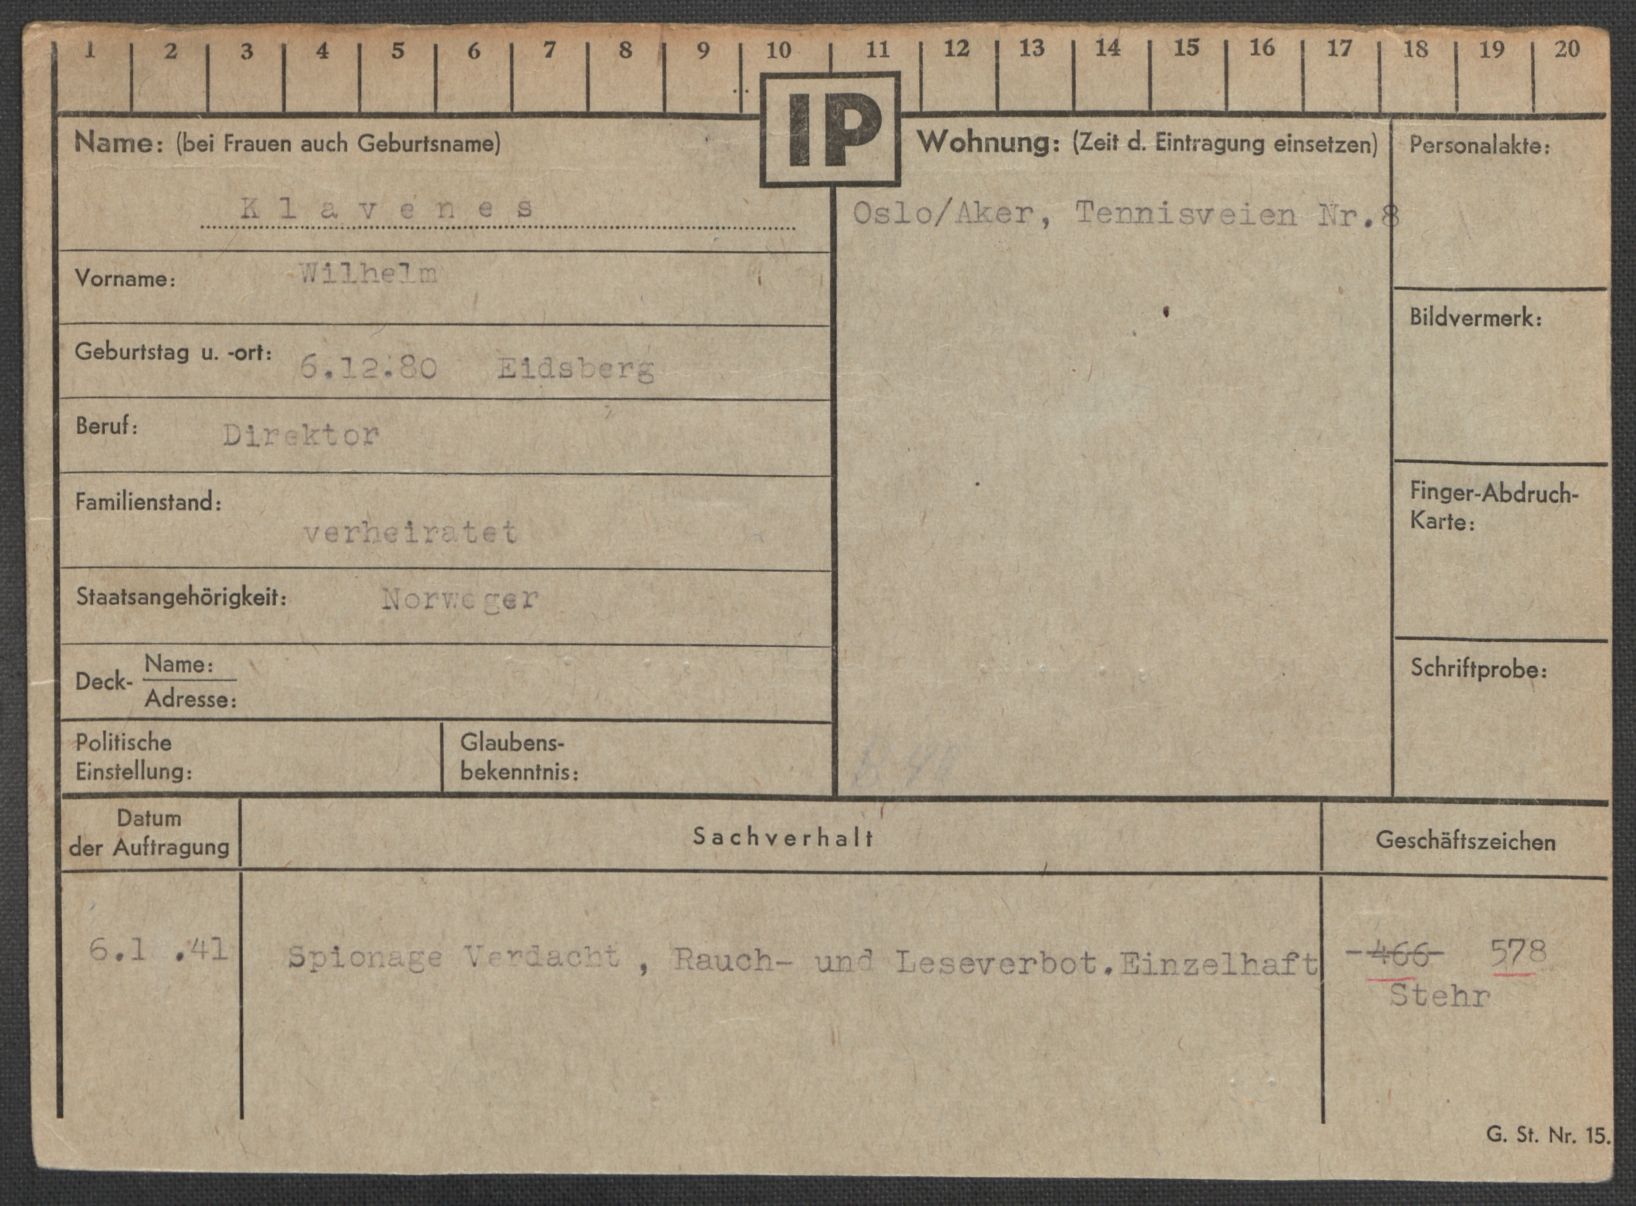 1 2 3 4 5 6 7 8 9 10 11 12 13 14 15 16 17 18 19 20
IP
Name: (bei Frauen auch Geburtsname)
Klavenes
Vorname: Wilhelm
Geburtstag u. -ort: 6.12.80 Eidsberg
Beruf: Direktor
Familienstand:
verheiratet
Staatsangehörigkeit: Norweger
Deck- Name:
Adresse:
Politische
Einstellung:
Glaubens-
bekenntnis:
Wohnung: (Zeit d. Eintragung einsetzen)
Oslo/Aker, Tennisveien Nr.8
Personalakte:
Bildvermerk:
Finger-Abdruch-
Karte:
Schriftprobe:
Datum
der Auftragung
Sachverhalt
Geschäftszeichen
6.1 .41 Spionage Verdacht , Rauch- und Leseverbot.Einzelhaft -466- 578
Stehr
G. St. Nr. 15.